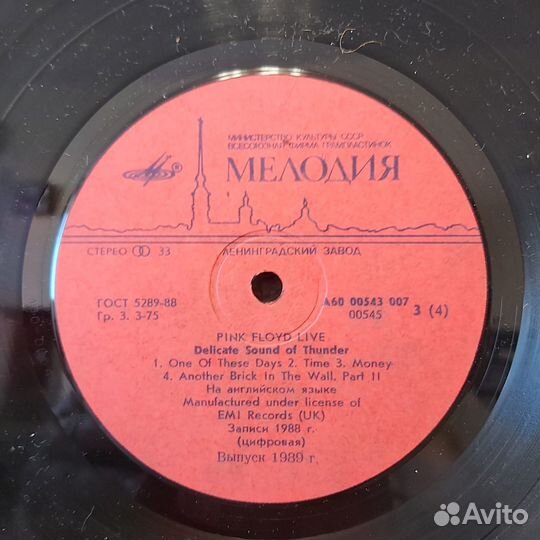 МИНИСТЕРСТВО КУЛЬТУРЫ СССР
ВСЕСОЮЗНАЯ ФИРМА ГРАМПЛАСТИНОК
МЕЛОДИЯ
СТЕРЕО 33
ЛЕНИНГРАДСКИЙ ЗАВОД
ГОСТ 5289-88
Гр. 3. 3-75
А60 00543 007
00545
3 (4)
PINK FLOYD LIVE
Delicate Sound of Thunder
1. One Of These Days 2. Time 3. Money
4. Another Brick In The Wall, Part II
На английском языке
Manufactured under license of
EMI Records (UK)
Записи 1988 г.
(цифровая)
Выпуск 1989 г.
Avito